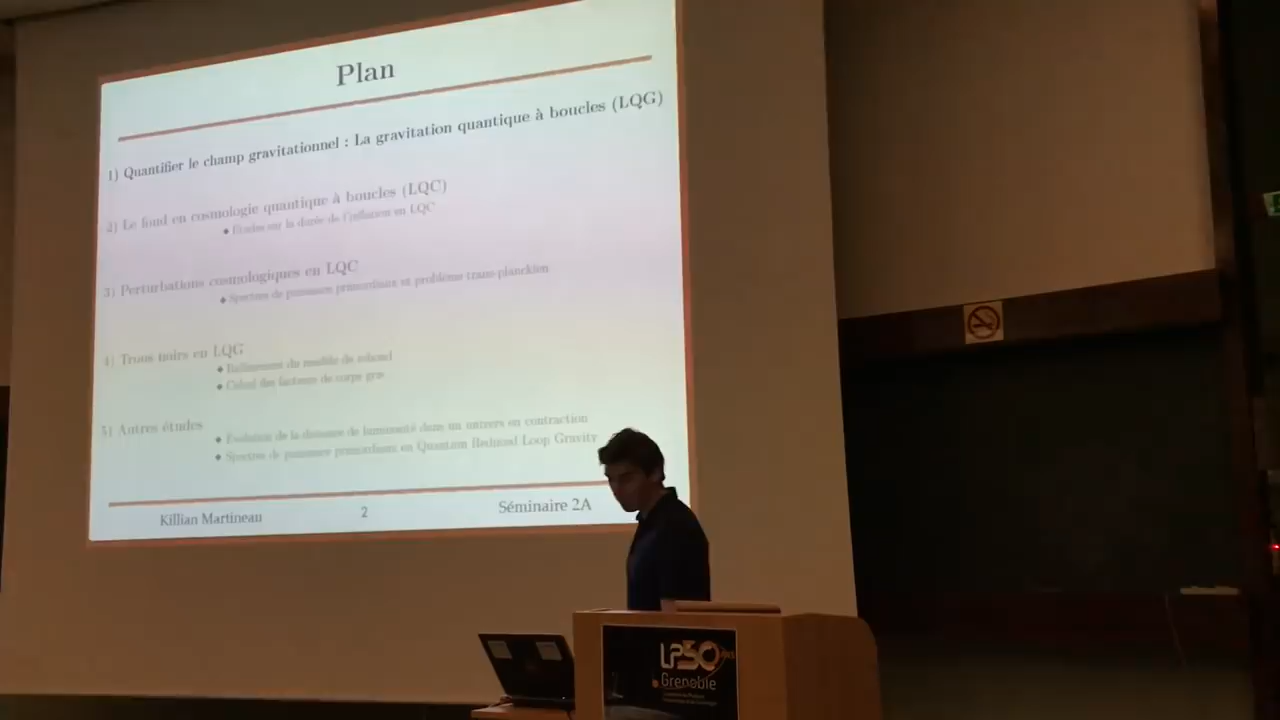 Plan
1) Quantifier le champ gravitationnel : La gravitation quantique à boucles (LQG)
2) Le fond en cosmologie quantique à boucles (LQC)
◆ Etudes sur la durée de l'inflation en LQC
3) Perturbations cosmologiques en LQC
◆ Spectres de puissance primordiaux et problème trans-planckien
4) Trous noirs en LQG
◆ Raffinement du modèle de rebond
◆ Calcul des facteurs de corps gris
5) Autres études
◆ Evolution de la distance de luminosité dans un univers en contraction
◆ Spectres de puissance primordiaux en Quantum Reduced Loop Gravity
Killian Martineau
2
Séminaire 2A
LPSC
Grenoble